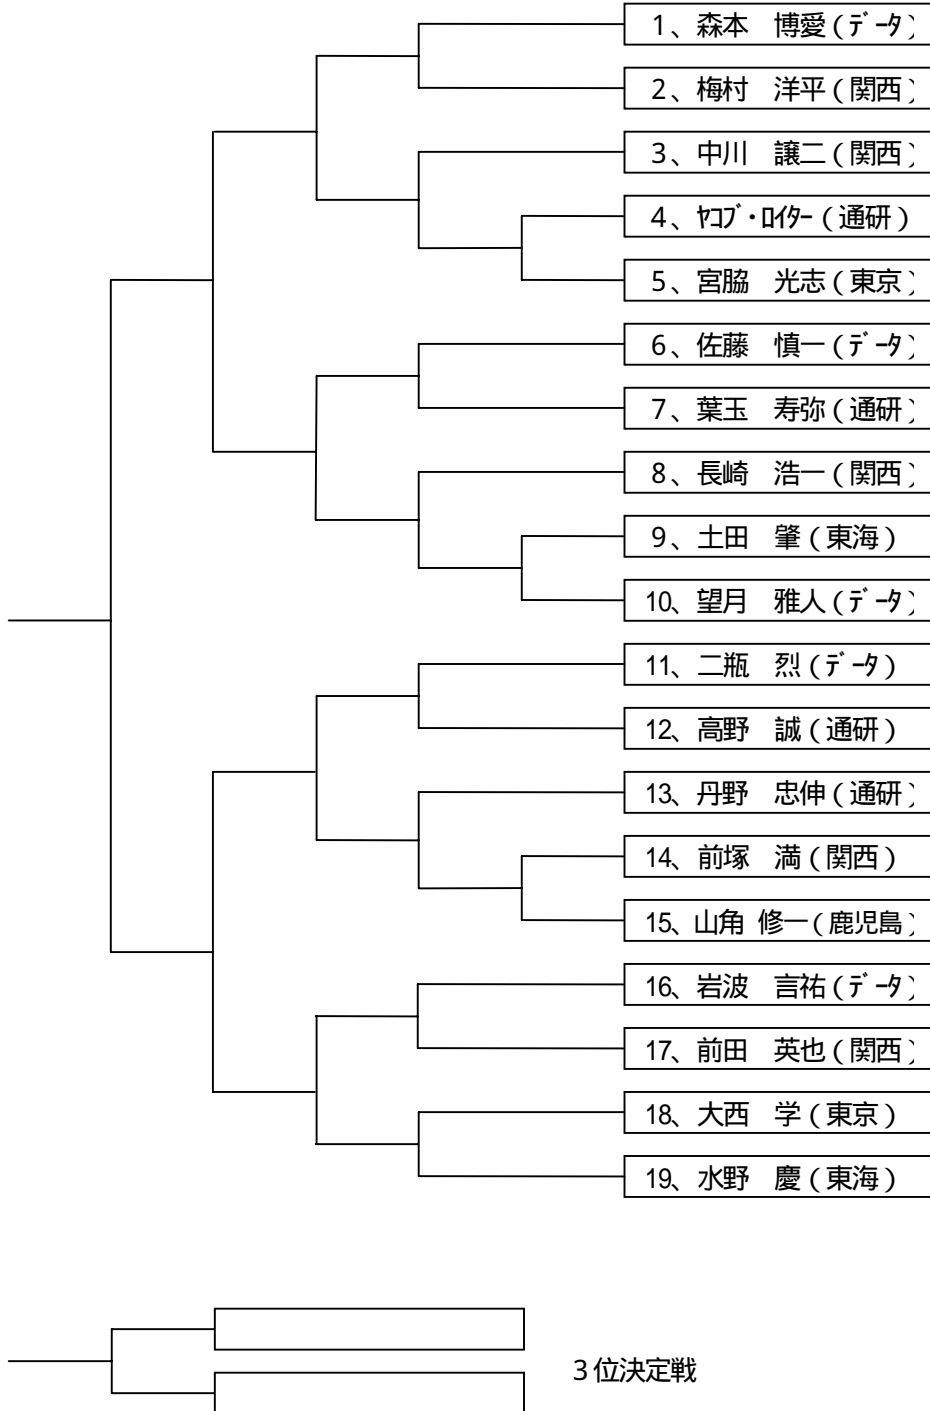 1、森本　博愛(ﾃﾞｰﾀ)
2、梅村　洋平(関西)
3、中川　譲二(関西)
4、ﾔｺﾌﾞ・ﾛｲﾀｰ(通研)
5、宮脇　光志(東京)
6、佐藤　慎一(ﾃﾞｰﾀ)
7、葉玉　寿弥(通研)
8、長崎　浩一(関西)
9、土田　肇(東海)
10、望月　雅人(ﾃﾞｰﾀ)
11、二瓶　烈(ﾃﾞｰﾀ)
12、高野　誠(通研)
13、丹野　忠伸(通研)
14、前塚　満(関西)
15、山角 修一(鹿児島)
16、岩波　言祐(ﾃﾞｰﾀ)
17、前田　英也(関西)
18、大西　学(東京)
19、水野　慶(東海)
3位決定戦